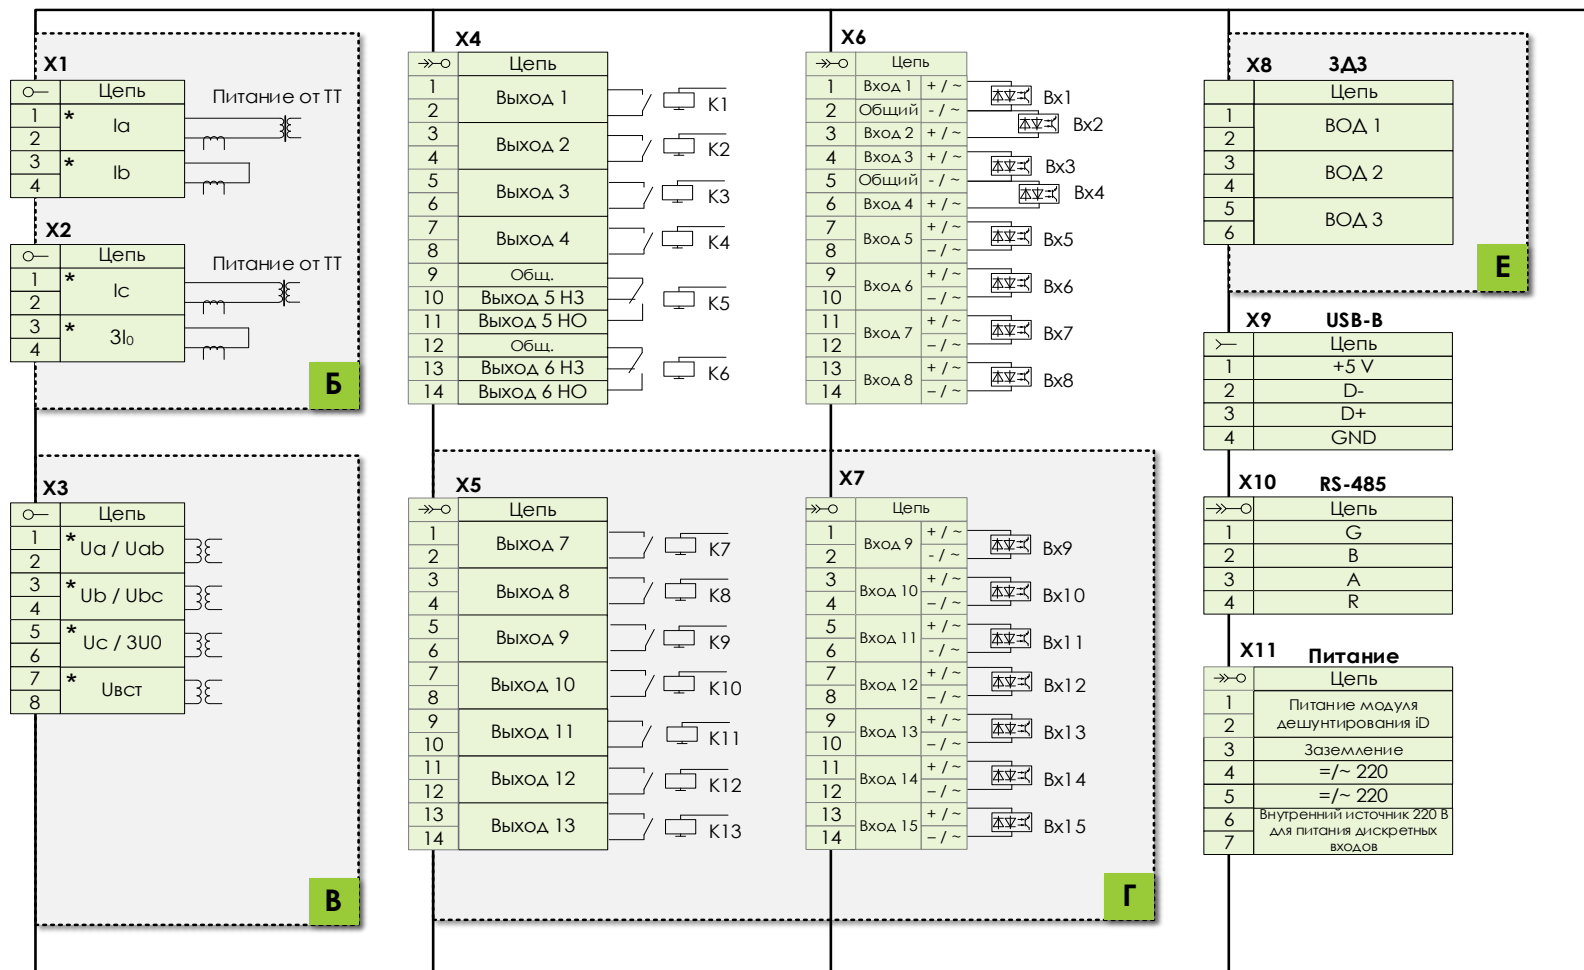 X1
Цепь
Питание от ТТ
1
*
Ia
2
3
*
Ib
4
X2
Цепь
Питание от ТТ
1
*
Ic
2
3
*
3I0
4
Б
X3
Цепь
1
*
Ua / Uab
2
3
*
Ub / Ubc
4
5
*
Uc / 3U0
6
7
*
Uвст
8
В
X4
Цепь
1
Выход 1
K1
2
3
Выход 2
K2
4
5
Выход 3
K3
6
7
Выход 4
K4
8
9 Общ.
10 Выход 5 НЗ
K5
11 Выход 5 НО
12 Общ.
13 Выход 6 НЗ
K6
14 Выход 6 НО
X5
Цепь
1
Выход 7
K7
2
3
Выход 8
K8
4
5
Выход 9
K9
6
7
Выход 10
K10
8
9
Выход 11
K11
10
11
Выход 12
K12
12
13
Выход 13
K13
14
X6
Цепь
1 Вход 1 + / ~
Вх1
2 Общий - / ~
Вх2
3 Вход 2 + / ~
4 Вход 3 + / ~
Вх3
5 Общий - / ~
Вх4
6 Вход 4 + / ~
7 + / ~
Вход 5
Вх5
8 – / ~
9 + / ~
Вход 6
Вх6
10 – / ~
11 + / ~
Вход 7
Вх7
12 – / ~
13 + / ~
Вход 8
Вх8
14 – / ~
X7
Цепь
1 + / ~
Вход 9
Вх9
2 - / ~
3 + / ~
Вход 10
Вх10
4 – / ~
5 + / ~
Вход 11
Вх11
6 - / ~
7 + / ~
Вход 12
Вх12
8 – / ~
9 + / ~
Вход 13
Вх13
10 – / ~
11 + / ~
Вход 14
Вх14
12 – / ~
13 + / ~
Вход 15
Вх15
14 – / ~
Г
X8 ЗДЗ
Цепь
1
ВОД 1
2
3
ВОД 2
4
5
ВОД 3
6
Е
X9 USB-B
Цепь
1 +5 V
2 D-
3 D+
4 GND
X10 RS-485
Цепь
1 G
2 B
3 A
4 R
X11 Питание
Цепь
1 Питание модуля
2 дешунтирования iD
3 Заземление
4 =/~ 220
5 =/~ 220
6 Внутренний источник 220 В
для питания дискретных
7 входов